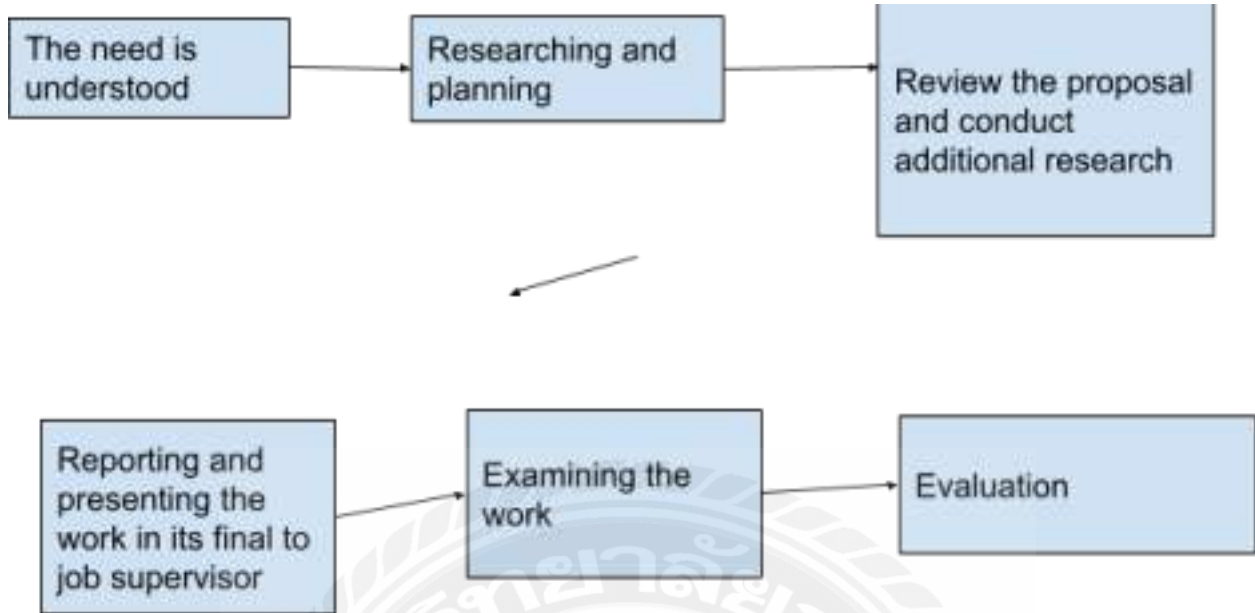 The need is
understood
Researching and
planning
Review the proposal
and conduct
additional research
Reporting and
presenting the
work in its final to
job supervisor
Examining the
work
Evaluation